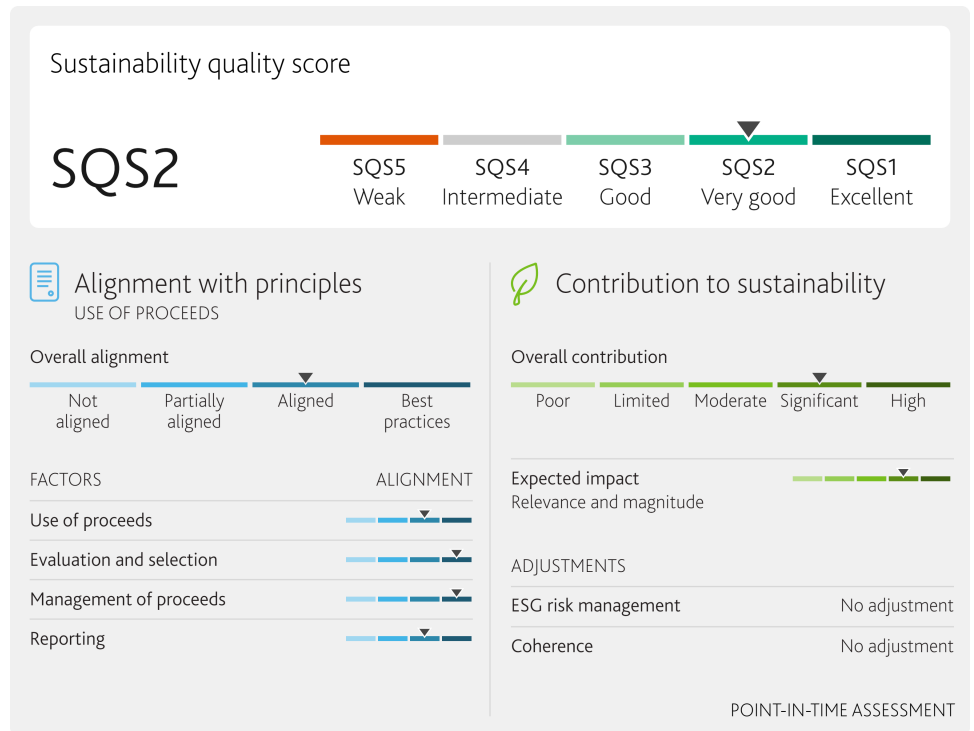 Sustainability quality score
SQS2
SQS5 SQS4 SQS3 SQS2 SQS1
Weak Intermediate Good Very good Excellent
Alignment with principles
USE OF PROCEEDS
Overall alignment
Not aligned
Partially aligned
Aligned
Best practices
FACTORS ALIGNMENT
Use of proceeds
Evaluation and selection
Management of proceeds
Reporting
Contribution to sustainability
Overall contribution
Poor Limited Moderate Significant High
Expected impact
Relevance and magnitude
ADJUSTMENTS
ESG risk management No adjustment
Coherence No adjustment
POINT-IN-TIME ASSESSMENT